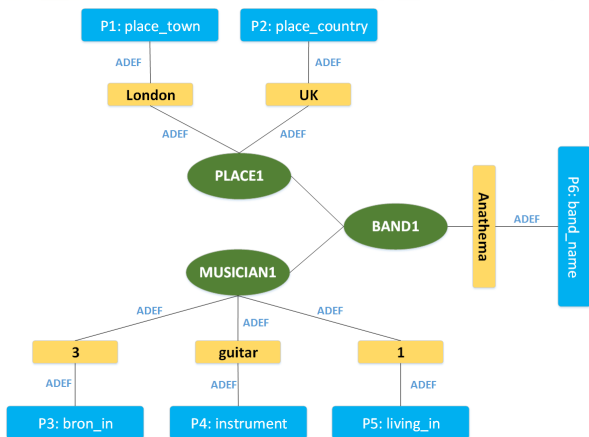 P1: place_town
P2: place_country
ADEF
ADEF
London
UK
ADEF
ADEF
PLACE1
BAND1
Anathema
ADEF
P6: band_name
MUSICIAN1
ADEF
ADEF
ADEF
3
guitar
1
ADEF
ADEF
ADEF
P3: bron_in
P4: instrument
P5: living_in